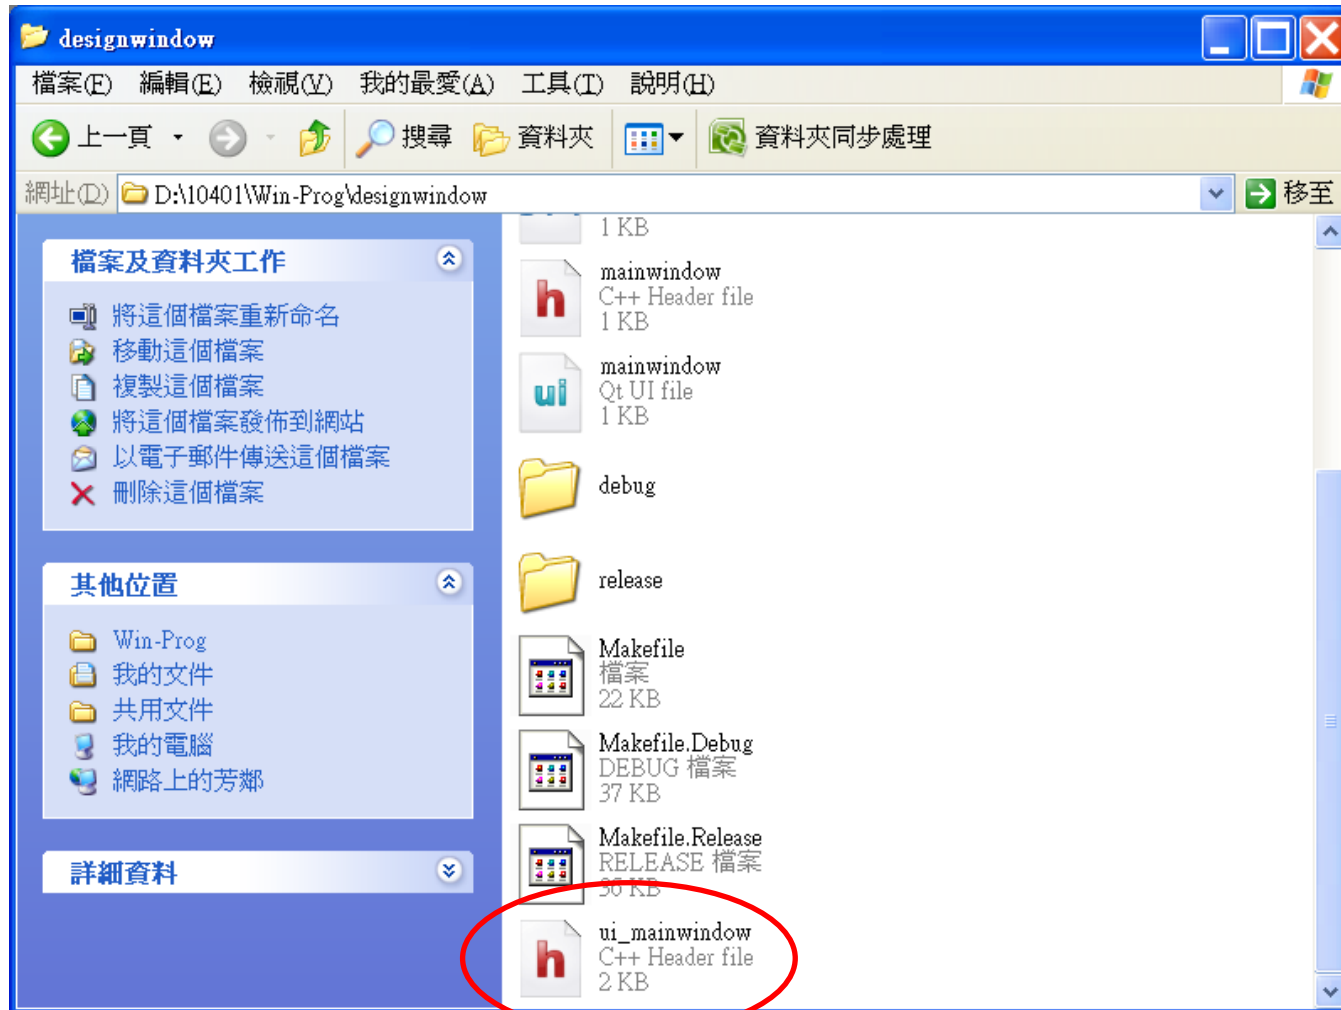 designwindow
檔案(F) 編輯(E) 檢視(V) 我的最愛(A) 工具(T) 說明(H)
上一頁 搜尋 資料夾 資料夾同步處理
網址(D) D:\10401\Win-Prog\designwindow 移至
檔案及資料夾工作
將這個檔案重新命名
移動這個檔案
複製這個檔案
將這個檔案發佈到網站
以電子郵件傳送這個檔案
刪除這個檔案
其他位置
Win-Prog
我的文件
共用文件
我的電腦
網路上的芳鄰
詳細資料
1 KB
h
mainwindow
C++ Header file
1 KB
ui
mainwindow
Qt UI file
1 KB
debug
release
Makefile
檔案
22 KB
Makefile.Debug
DEBUG 檔案
37 KB
Makefile.Release
RELEASE 檔案
KB
h
ui_mainwindow
C++ Header file
2 KB